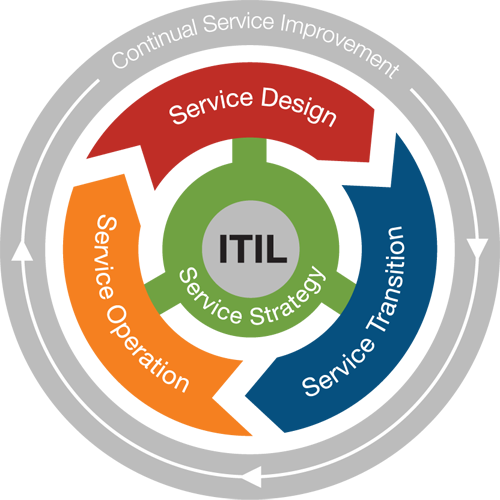 Continual Service Improvement
Service Design
ITIL
Service Strategy
Service Operation
Service Transition